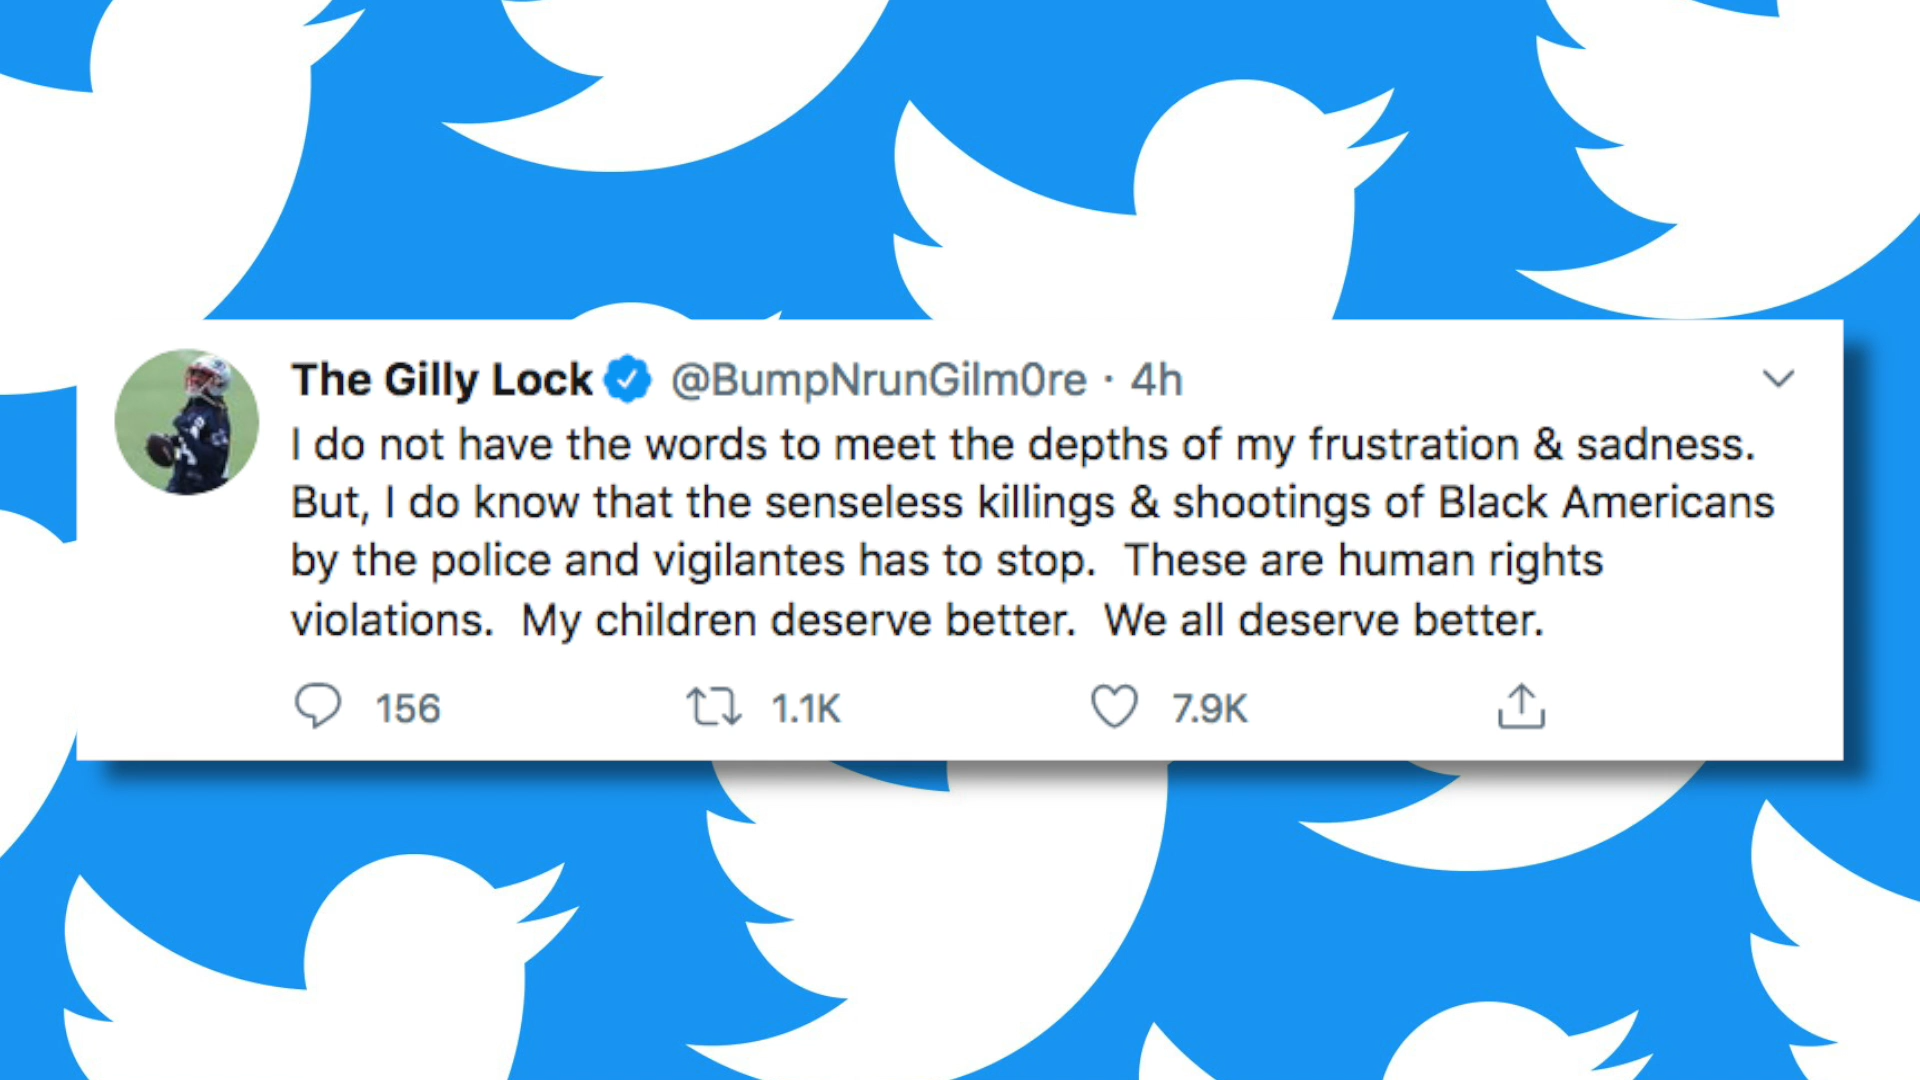 The Gilly Lock @BumpNrunGilm0re · 4h
I do not have the words to meet the depths of my frustration & sadness.
But, I do know that the senseless killings & shootings of Black Americans
by the police and vigilantes has to stop.  These are human rights
violations.  My children deserve better.  We all deserve better.
156 1.1K 7.9K